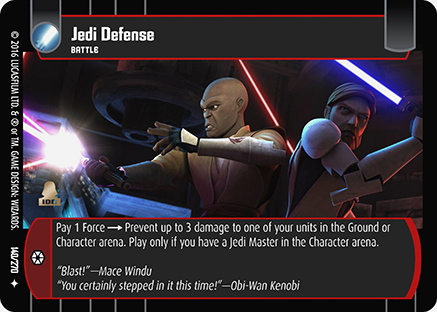 Jedi Defense
BATTLE
Pay 1 Force → Prevent up to 3 damage to one of your units in the Ground or
Character arena. Play only if you have a Jedi Master in the Character arena.
"Blast!"—Mace Windu
"You certainly stepped in it this time!"—Obi-Wan Kenobi
© 2016 LUCASFILM LTD. & ® or TM. GAME DESIGN: WIZARDS.
140/270
IDC